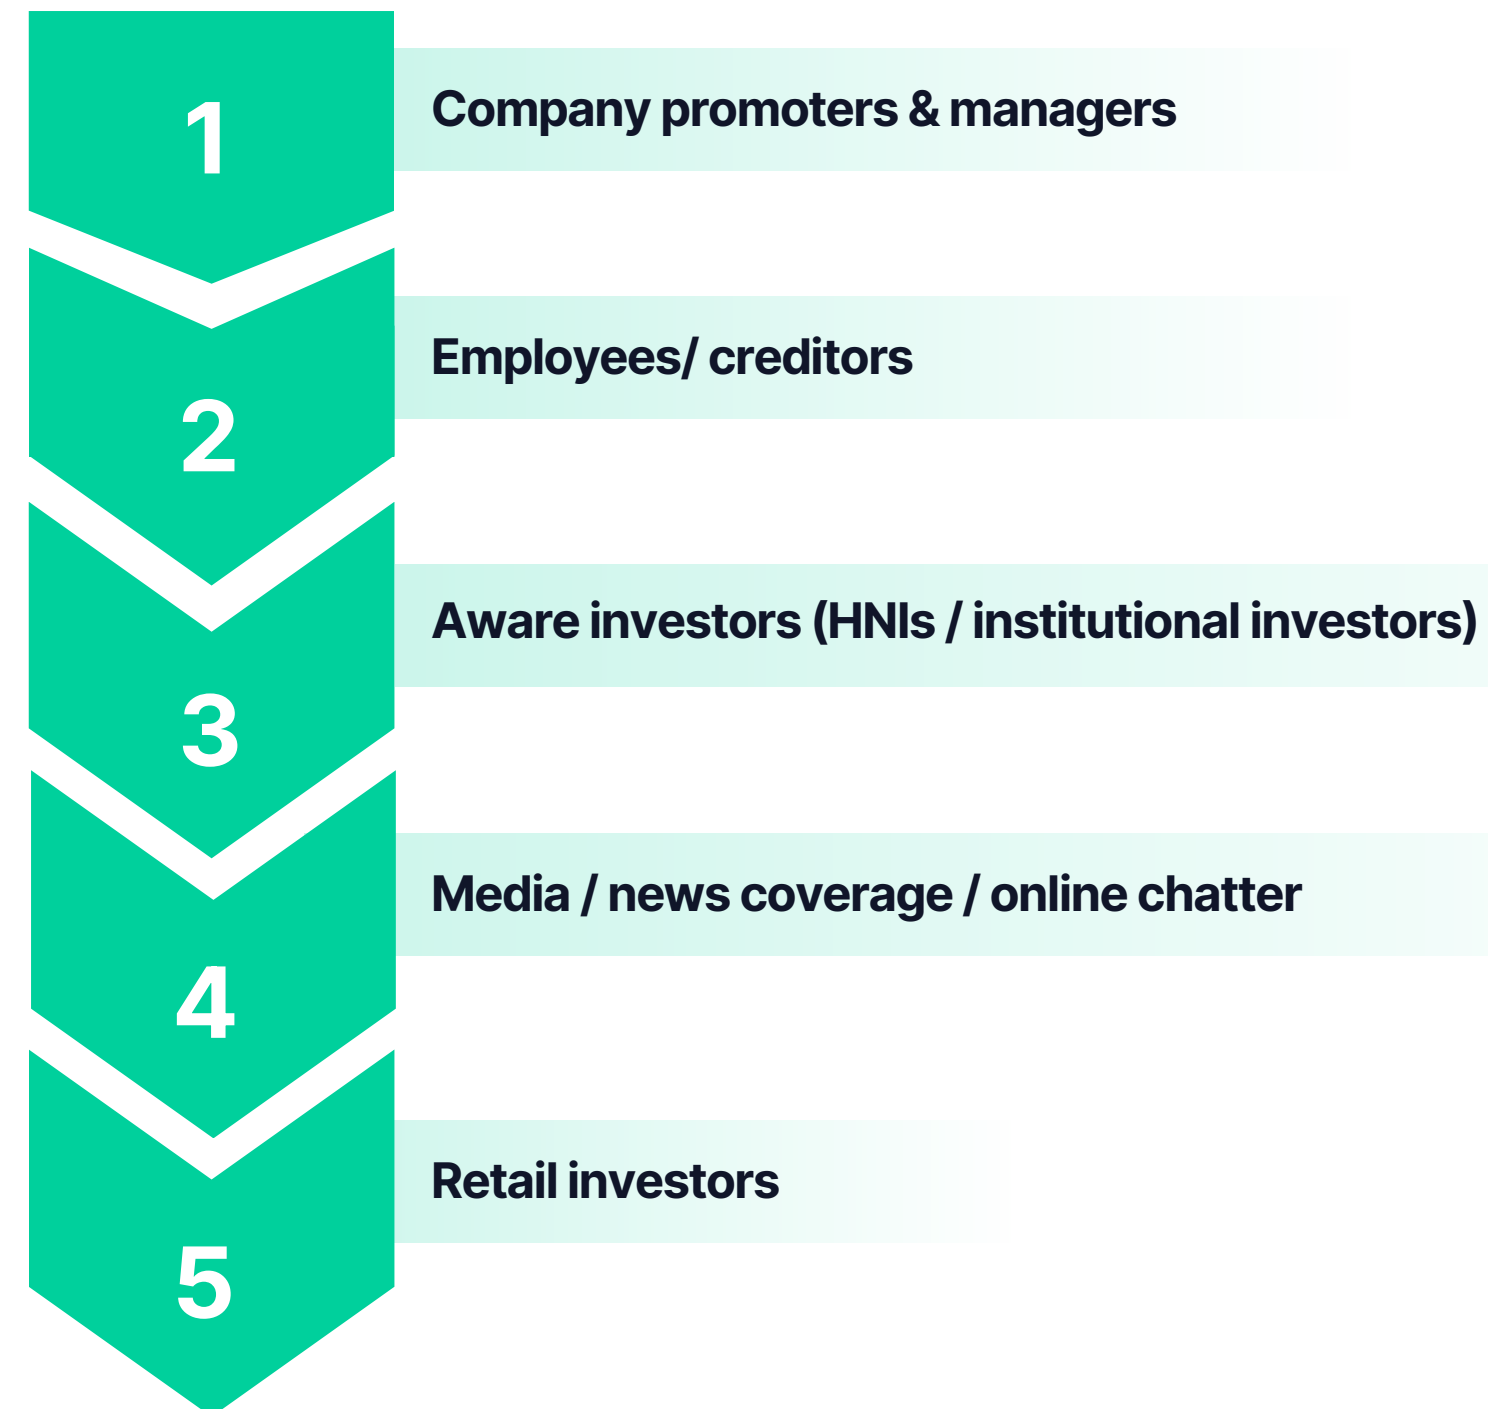 1
Company promoters & managers
2
Employees/ creditors
3
Aware investors (HNIs / institutional investors)
4
Media / news coverage / online chatter
5
Retail investors